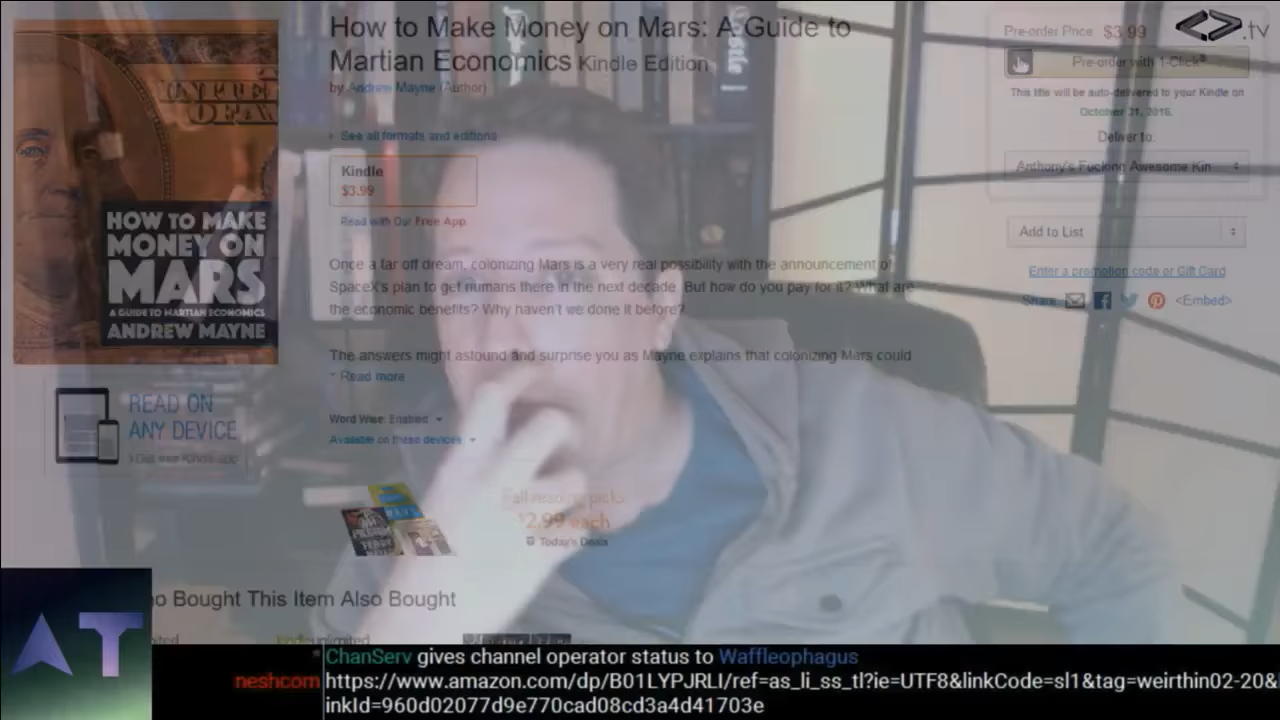 How to Make Money on Mars: A Guide to
Martian Economics Kindle Edition
by Andrew Mayne (Author)
See all formats and editions
Kindle
$3.99
Read with Our Free App
Once a far off dream, colonizing Mars is a very real possibility with the announcement of
SpaceX's plan to get humans there in the next decade. But how do you pay for it? What are
the economic benefits? Why haven't we done it before?
The answers might astound and surprise you as Mayne explains that colonizing Mars could
Read more
Word Wise: Enabled
Available on these devices
HOW TO MAKE
MONEY ON
MARS
A GUIDE TO MARTIAN ECONOMICS
ANDREW MAYNE
READ ON
ANY DEVICE
Fall reading picks
$2.99 each
Today's Deals
o Bought This Item Also Bought
Pre-order Price $3.99
Pre-order with 1-Click®
This title will be auto-delivered to your Kindle on
October 31, 2016.
Deliver to:
Anthony's Fucking Awesome Kin
Add to List
Enter a promotion code or Gift Card
Share <Embed>
<>.tv
AT
ChanServ gives channel operator status to Waffleophagus
neshcom https://www.amazon.com/dp/B01LYPJRLI/ref=as_li_ss_tl?ie=UTF8&linkCode=sl1&tag=weirthin02-20&l
inkId=960d02077d9e770cad08cd3a4d41703e